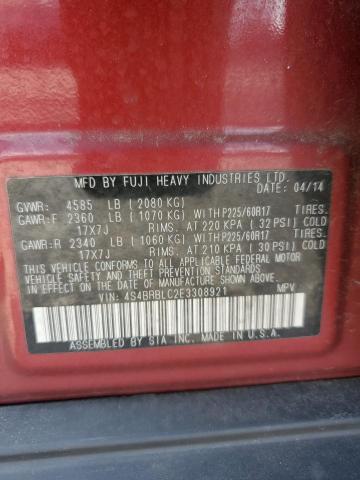 MFD BY FUJI HEAVY INDUSTRIES LTD.
DATE: 04/14
GVWR: 4585 LB (2080 KG)
GAWR:F 2360 LB (1070 KG) WITH P225/60R17 TIRES.
17X7J RIMS. AT 220 KPA (32 PSI) COLD
GAWR:R 2340 LB (1060 KG) WITH P225/60R17 TIRES.
17X7J RIMS. AT 210 KPA (30 PSI) COLD
THIS VEHICLE CONFORMS TO ALL APPLICABLE FEDERAL MOTOR
VEHICLE SAFETY STANDARDS IN EFFECT ON
THE DATE OF MANUFACTURE SHOWN ABOVE.
VIN: 4S4BRBLC2E3308921 MPV
ASSEMBLED BY SIA INC. MADE IN U.S.A.